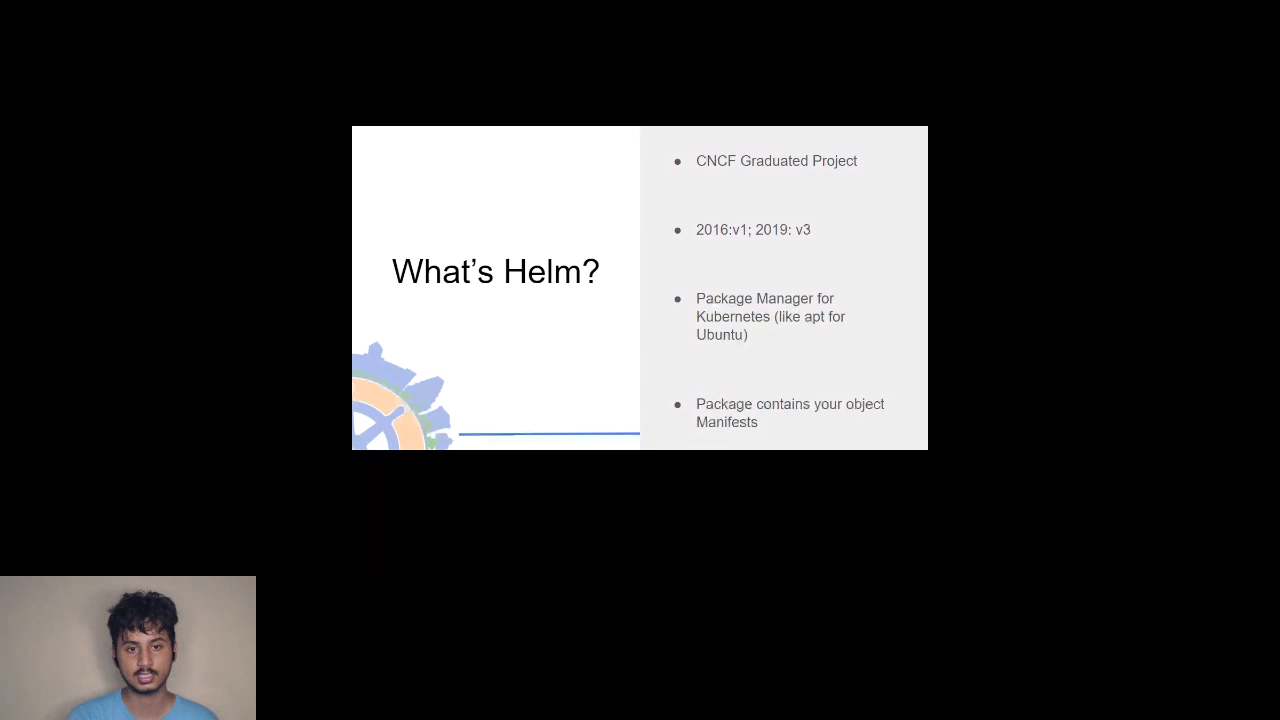 What’s Helm?
● CNCF Graduated Project
● 2016:v1; 2019: v3
● Package Manager for
Kubernetes (like apt for
Ubuntu)
● Package contains your object
Manifests